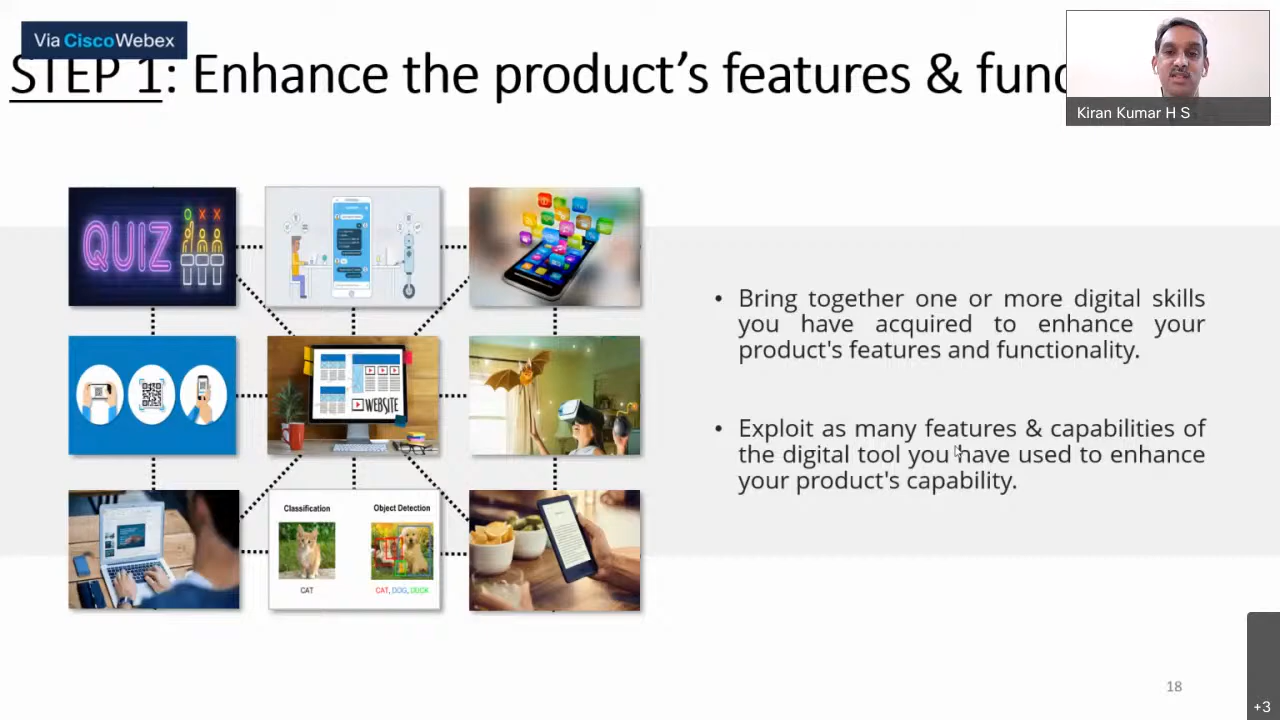 Via CiscoWebex
STEP 1: Enhance the product's features & func
Kiran Kumar H S
QUIZ
WEBSITE
Classification
Object Detection
CAT
CAT, DOG, DUCK
• Bring together one or more digital skills
you have acquired to enhance your
product's features and functionality.
• Exploit as many features & capabilities of
the digital tool you have used to enhance
your product's capability.
18
+3